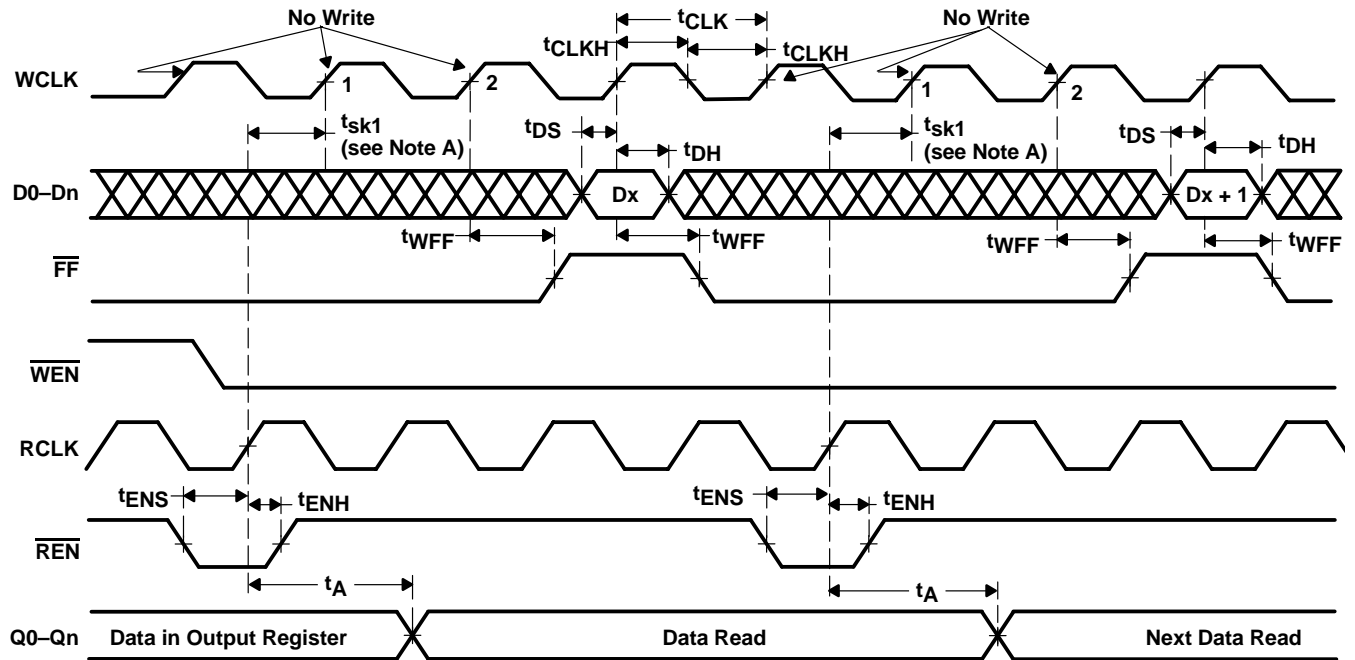 No Write
tCLK
No Write
tCLKH
tCLKH
WCLK
1
2
1
2
tsk1
(see Note A)
tDS
tDH
tsk1
(see Note A)
tDS
tDH
D0–Dn
Dx
Dx + 1
tWFF
tWFF
tWFF
tWFF
FF
WEN
RCLK
tENS
tENH
tENS
tENH
REN
tA
tA
Q0–Qn
Data in Output Register
Data Read
Next Data Read